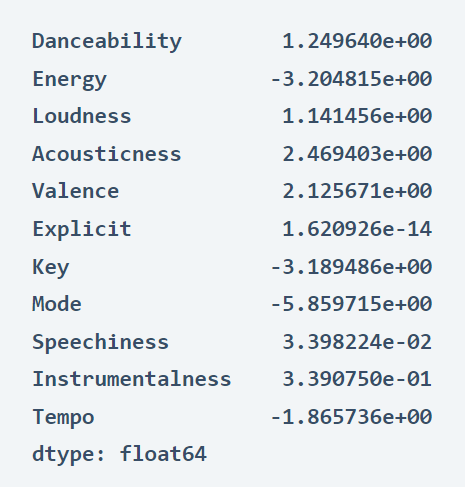 Danceability 1.249640e+00
Energy -3.204815e+00
Loudness 1.141456e+00
Acousticness 2.469403e+00
Valence 2.125671e+00
Explicit 1.620926e-14
Key -3.189486e+00
Mode -5.859715e+00
Speechiness 3.398224e-02
Instrumentalness 3.390750e-01
Tempo -1.865736e+00
dtype: float64